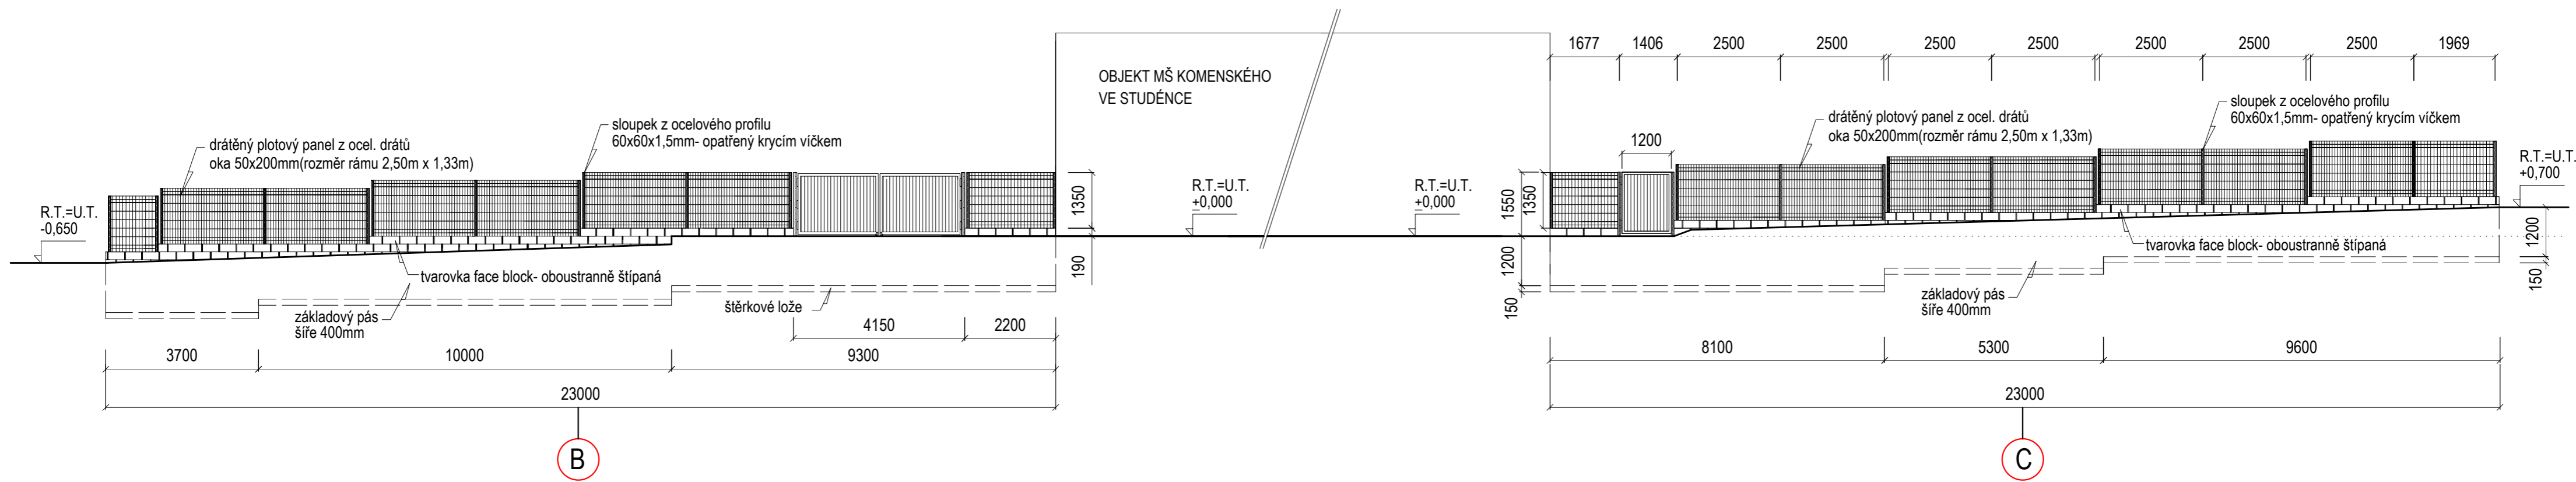 1677
1406
2500
2500
2500
2500
2500
2500
2500
1969
OBJEKT MŠ KOMENSKÉHO
VE STUDÉNCE
sloupek z ocelového profilu
60x60x1,5mm- opatřený krycím víčkem
drátěný plotový panel z ocel. drátů
oka 50x200mm(rozměr rámu 2,50m x 1,33m)
R.T.=U.T.
-0,650
1350
190
R.T.=U.T.
+0,000
R.T.=U.T.
+0,000
1550
1350
1200
150
1200
drátěný plotový panel z ocel. drátů
oka 50x200mm(rozměr rámu 2,50m x 1,33m)
sloupek z ocelového profilu
60x60x1,5mm- opatřený krycím víčkem
R.T.=U.T.
+0,700
1200
150
tvarovka face block- oboustranně štípaná
tvarovka face block- oboustranně štípaná
základový pás
šíře 400mm
štěrkové lože
základový pás
šíře 400mm
4150
2200
3700
10000
9300
8100
5300
9600
23000
23000
B
C